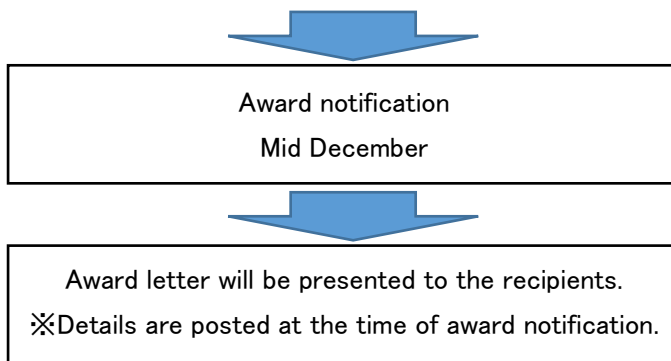 Award notification
Mid December
Award letter will be presented to the recipients.
※Details are posted at the time of award notification.